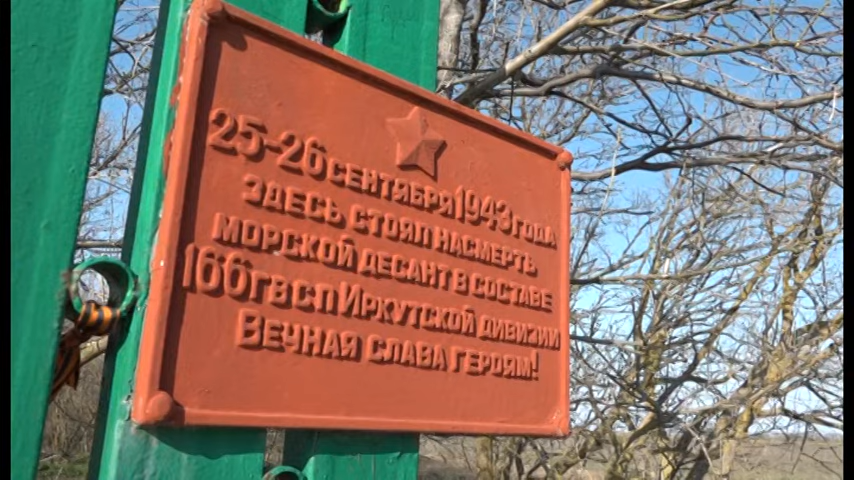 25-26 СЕНТЯБРЯ 1943 ГОДА
ЗДЕСЬ СТОЯЛ НАСМЕРТЬ
МОРСКОЙ ДЕСАНТ В СОСТАВЕ
166 ГВ СП ИРКУТСКОЙ ДИВИЗИИ
ВЕЧНАЯ СЛАВА ГЕРОЯМ!